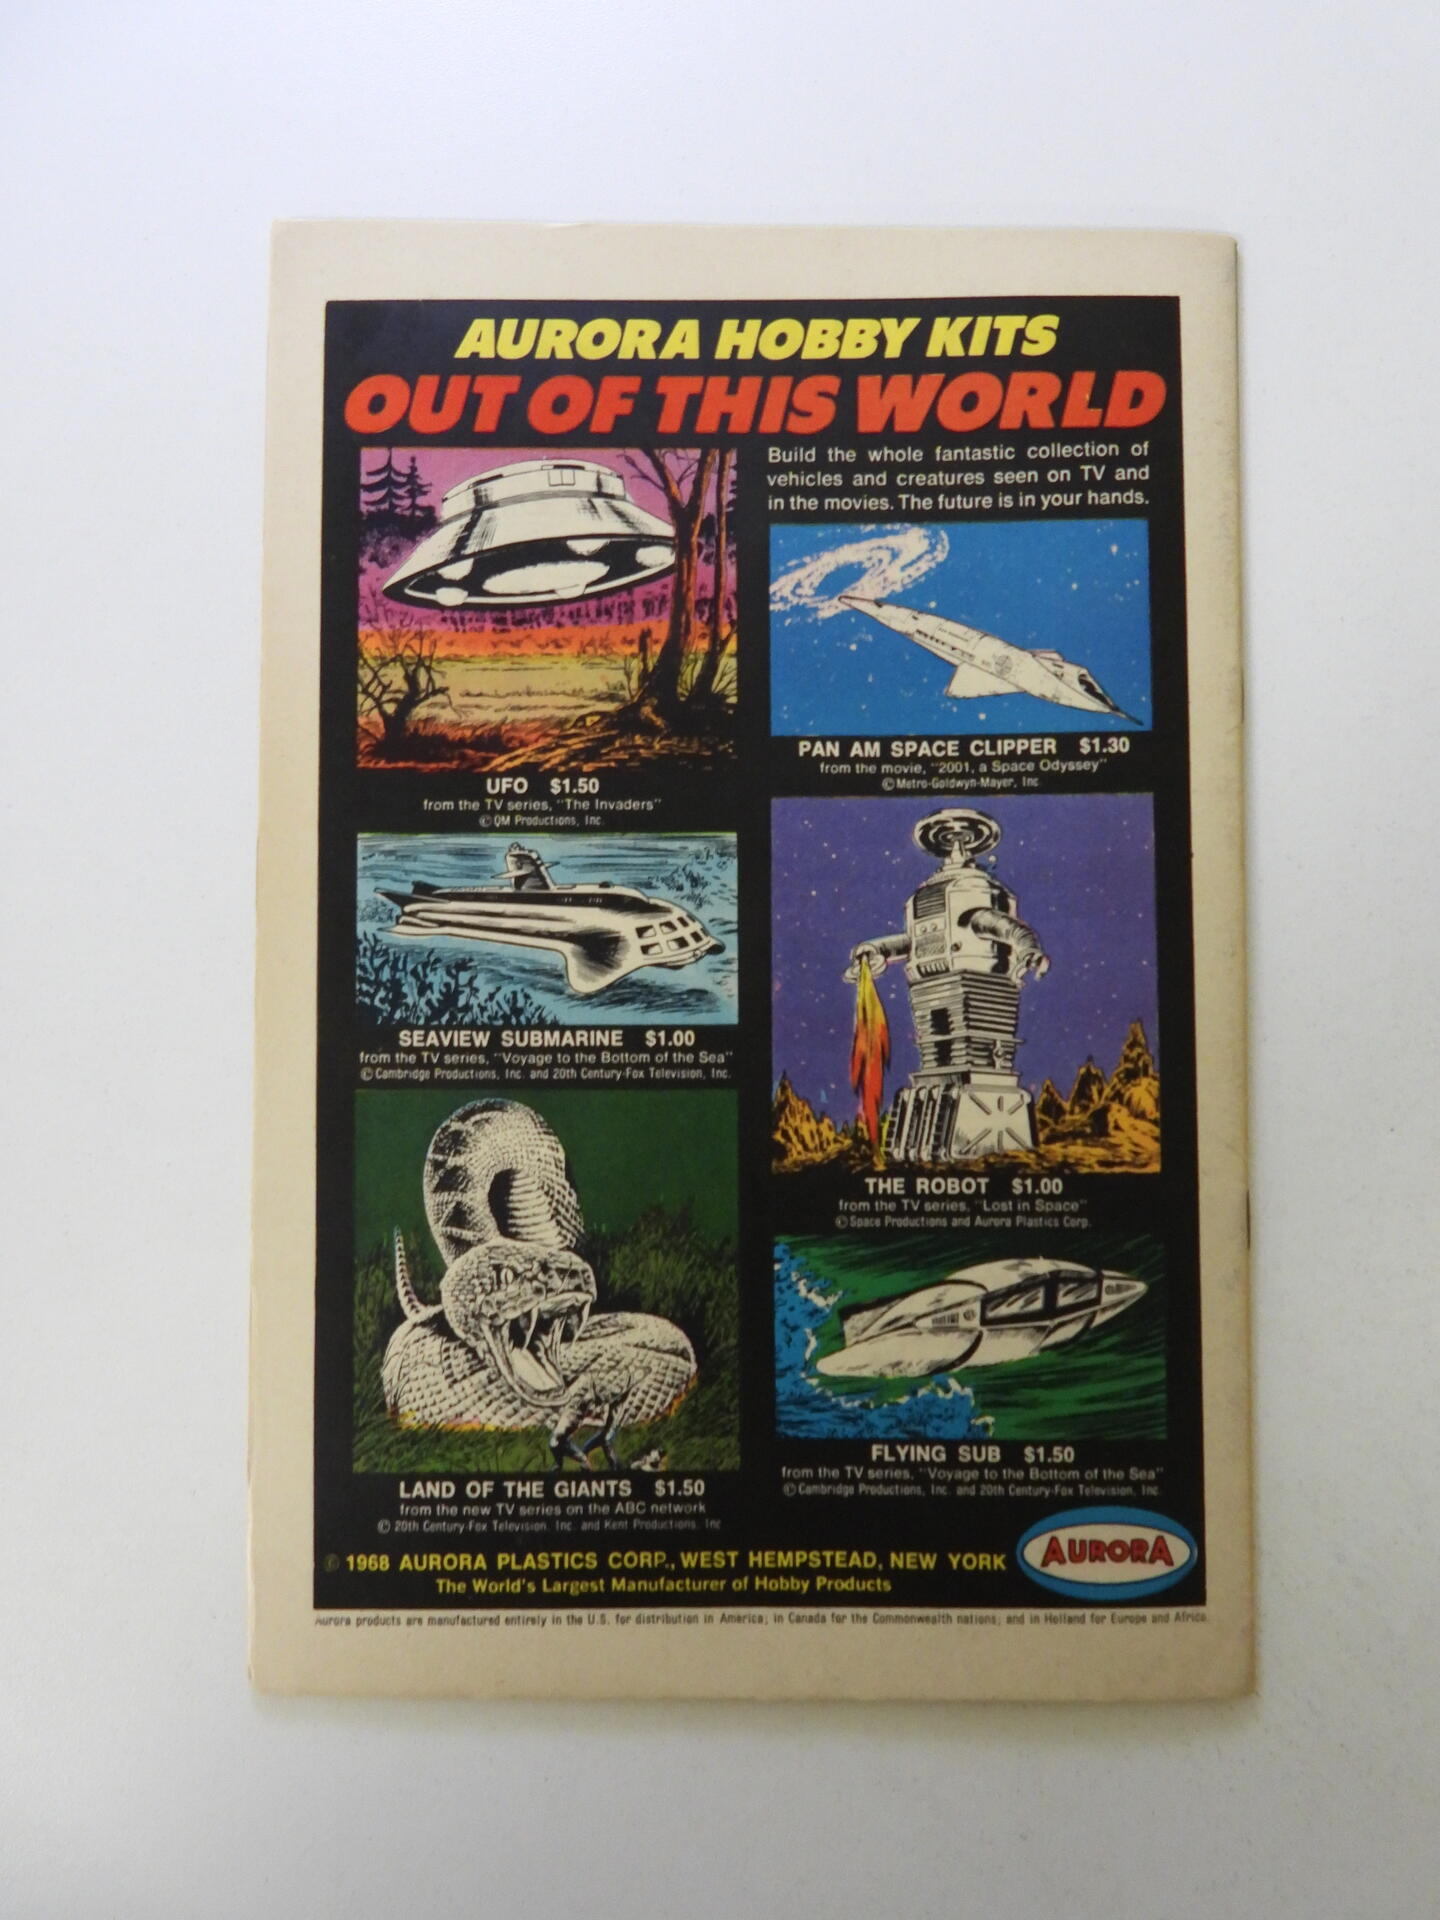 AURORA HOBBY KITS
OUT OF THIS WORLD
Build the whole fantastic collection of
vehicles and creatures seen on TV and
in the movies. The future is in your hands.
UFO $1.50
from the TV series, "The Invaders"
© QM Productions, Inc.
PAN AM SPACE CLIPPER $1.30
from the movie, "2001, a Space Odyssey"
© Metro-Goldwyn-Mayer, Inc.
SEAVIEW SUBMARINE $1.00
from the TV series, "Voyage to the Bottom of the Sea"
© Cambridge Productions, Inc. and 20th Century-Fox Television, Inc.
THE ROBOT $1.00
from the TV series, "Lost in Space"
© Space Productions and Aurora Plastics Corp.
LAND OF THE GIANTS $1.50
from the new TV series on the ABC network
© 20th Century-Fox Television, Inc. and Kent Productions, Inc
FLYING SUB $1.50
from the TV series, "Voyage to the Bottom of the Sea"
© Cambridge Productions, Inc. and 20th Century-Fox Television, Inc.
© 1968 AURORA PLASTICS CORP., WEST HEMPSTEAD, NEW YORK
The World's Largest Manufacturer of Hobby Products
AURORA
Aurora products are manufactured entirely in the U.S. for distribution in America; in Canada for the Commonwealth nations; and in Holland for Europe and Africa.